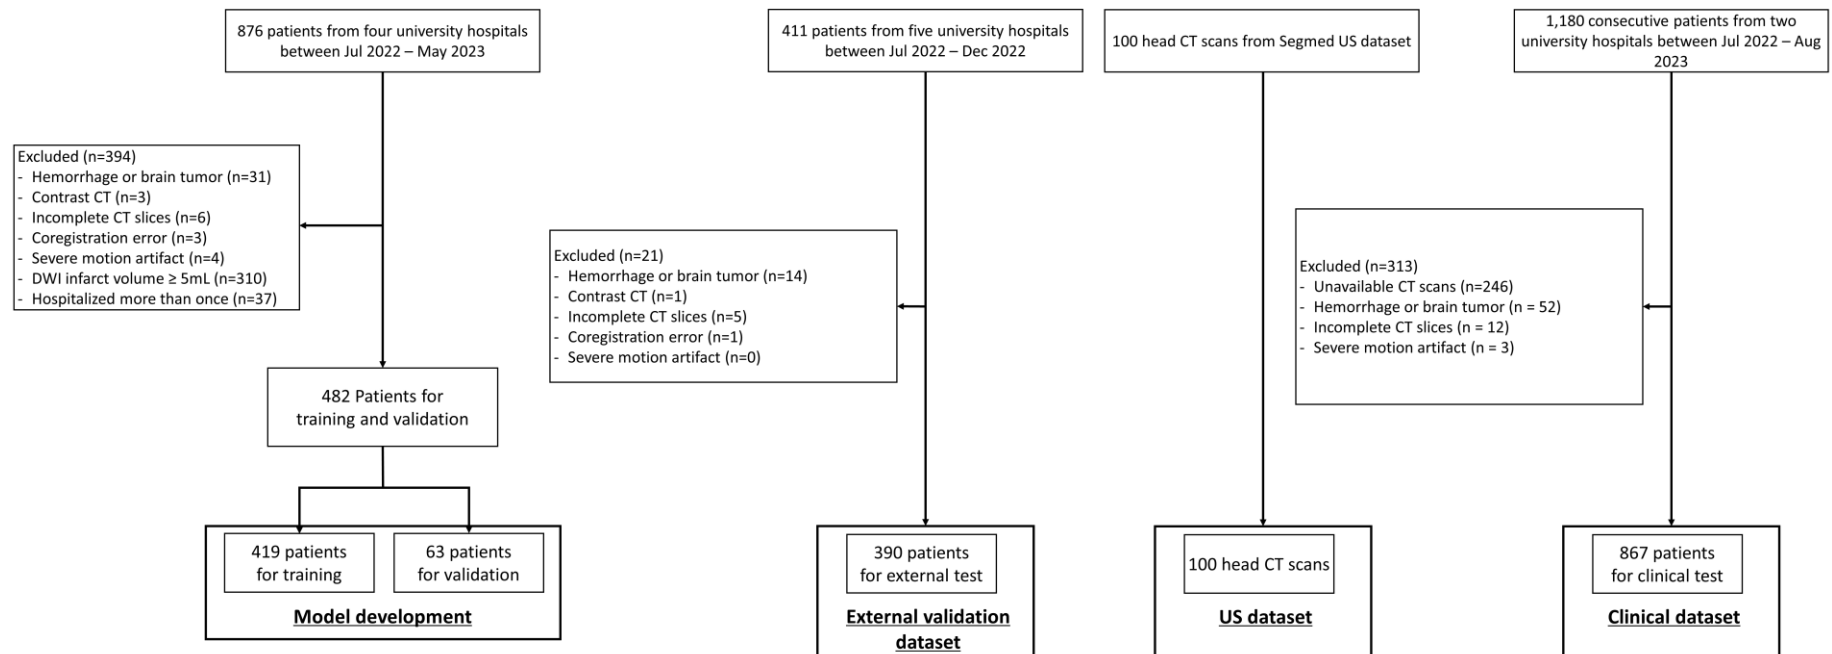 876 patients from four university hospitals
between Jul 2022 – May 2023
Excluded (n=394)
- Hemorrhage or brain tumor (n=31)
- Contrast CT (n=3)
- Incomplete CT slices (n=6)
- Coregistration error (n=3)
- Severe motion artifact (n=4)
- DWI infarct volume ≥ 5mL (n=310)
- Hospitalized more than once (n=37)
482 Patients for
training and validation
419 patients
for training
63 patients
for validation
Model development
411 patients from five university hospitals
between Jul 2022 – Dec 2022
Excluded (n=21)
- Hemorrhage or brain tumor (n=14)
- Contrast CT (n=1)
- Incomplete CT slices (n=5)
- Coregistration error (n=1)
- Severe motion artifact (n=0)
390 patients
for external test
External validation
dataset
100 head CT scans from Segmed US dataset
100 head CT scans
US dataset
1,180 consecutive patients from two
university hospitals between Jul 2022 – Aug
2023
Excluded (n=313)
- Unavailable CT scans (n=246)
- Hemorrhage or brain tumor (n = 52)
- Incomplete CT slices (n = 12)
- Severe motion artifact (n = 3)
867 patients
for clinical test
Clinical dataset